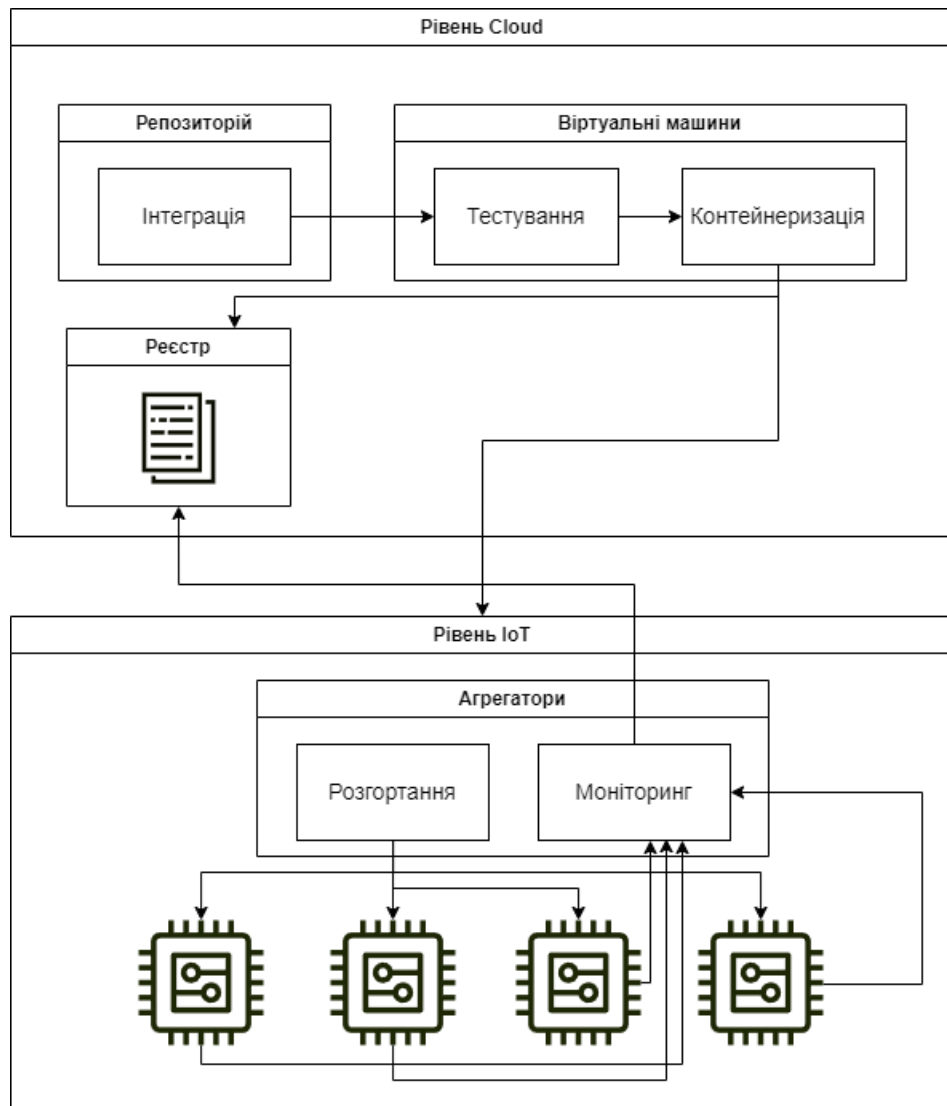 Рівень Cloud
Репозиторій
Віртуальні машини
Інтеграція
Тестування
Контейнеризація
Реєстр
Рівень IoT
Агрегатори
Розгортання
Моніторинг